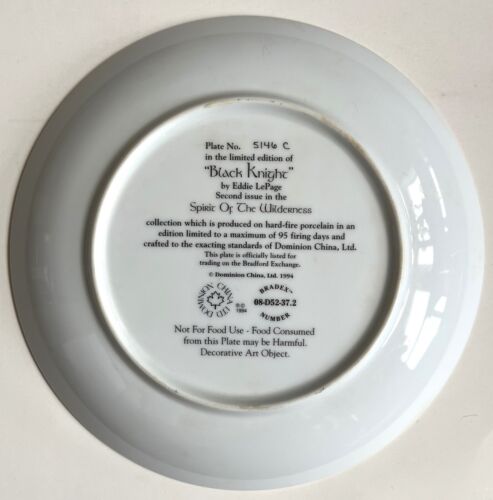 Plate No. 5146 C
in the limited edition of
"Black Knight"
by Eddie LePage
Second issue in the
Spirit Of The Wilderness
collection which is produced on hard-fire porcelain in an
edition limited to a maximum of 95 firing days and
crafted to the exacting standards of Dominion China, Ltd.
This plate is officially listed for
trading on the Bradford Exchange.
© Dominion China, Ltd. 1994
DOMINION CHINA LTD
®©
1994
BRADEX-
08-D52-37.2
NUMBER
Not For Food Use - Food Consumed
from this Plate may be Harmful.
Decorative Art Object.